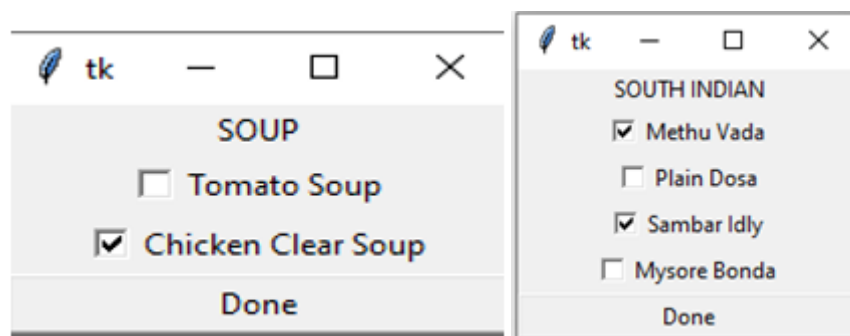 tk
SOUP
Tomato Soup
Chicken Clear Soup
Done
tk
SOUTH INDIAN
Methu Vada
Plain Dosa
Sambar Idly
Mysore Bonda
Done